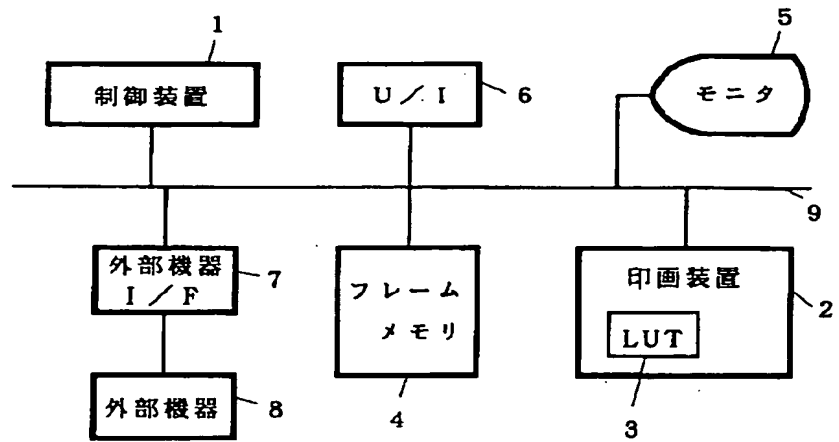 1
制御装置
U/I
6
5
モニタ
9
外部機器
I/F
7
フレーム
メモリ
4
印画装置
2
LUT
3
外部機器
8